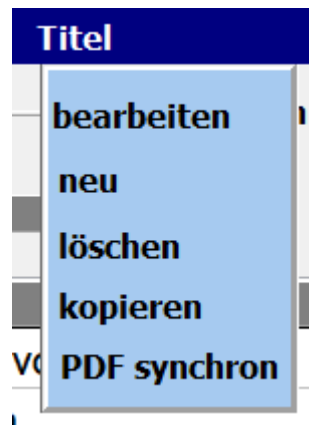 Titel
bearbeiten
neu
löschen
kopieren
PDF synchron